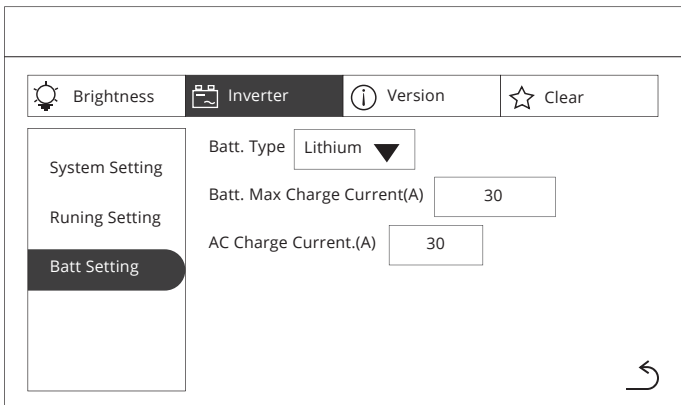 Brightness Inverter Version Clear
System Setting
Runing Setting
Batt Setting
Batt. Type Lithium
Batt. Max Charge Current(A) 30
AC Charge Current.(A) 30